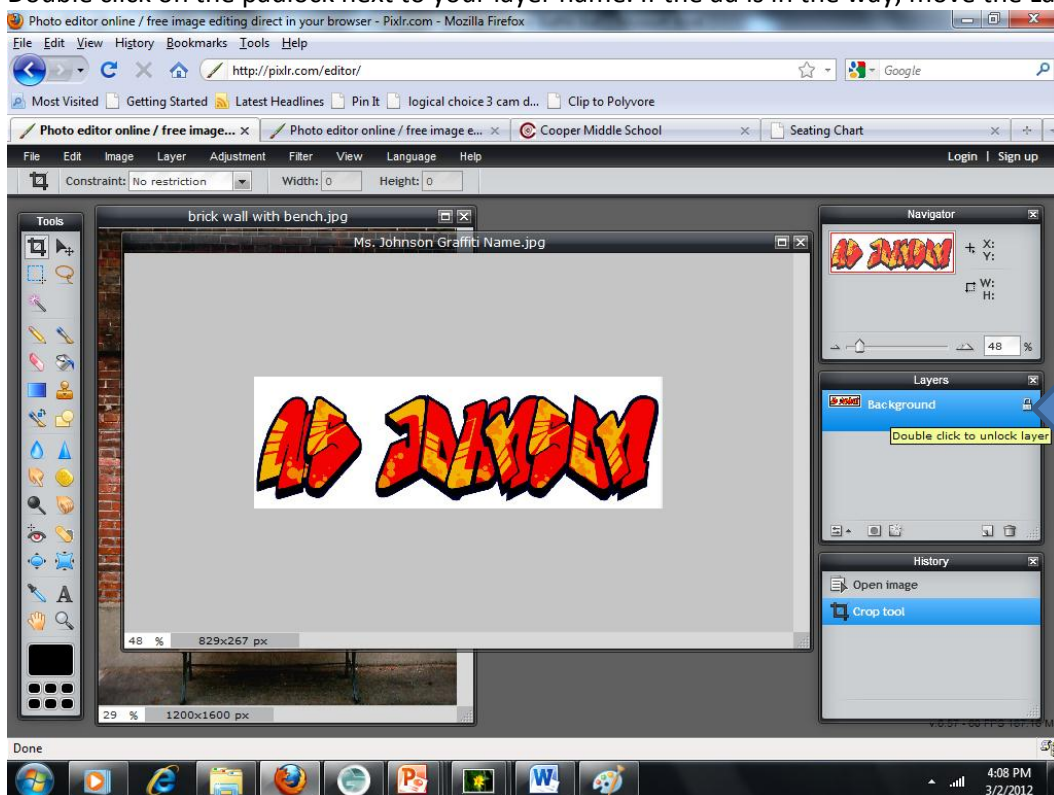 Double click on the padlock next to your layer name. If the ad is in the way, move the La
Photo editor online / free image editing direct in your browser - Pixlr.com - Mozilla Firefox
File Edit View History Bookmarks Tools Help
http://pixlr.com/editor/
Google
Most Visited Getting Started Latest Headlines Pin It logical choice 3 cam d... Clip to Polyvore
Photo editor online / free image... × Photo editor online / free image e... × Cooper Middle School × Seating Chart ×
File Edit Image Layer Adjustment Filter View Language Help Login | Sign up
Constraint: No restriction Width: 0 Height: 0
Tools
brick wall with bench.jpg
Ms. Johnson Graffiti Name.jpg
MS JOHNSON
48 % 829x267 px
29 % 1200x1600 px
Navigator
X:
Y:
W:
H:
48 %
Layers
Background
Double click to unlock layer
History
Open image
Crop tool
Done
4:08 PM
3/2/2012